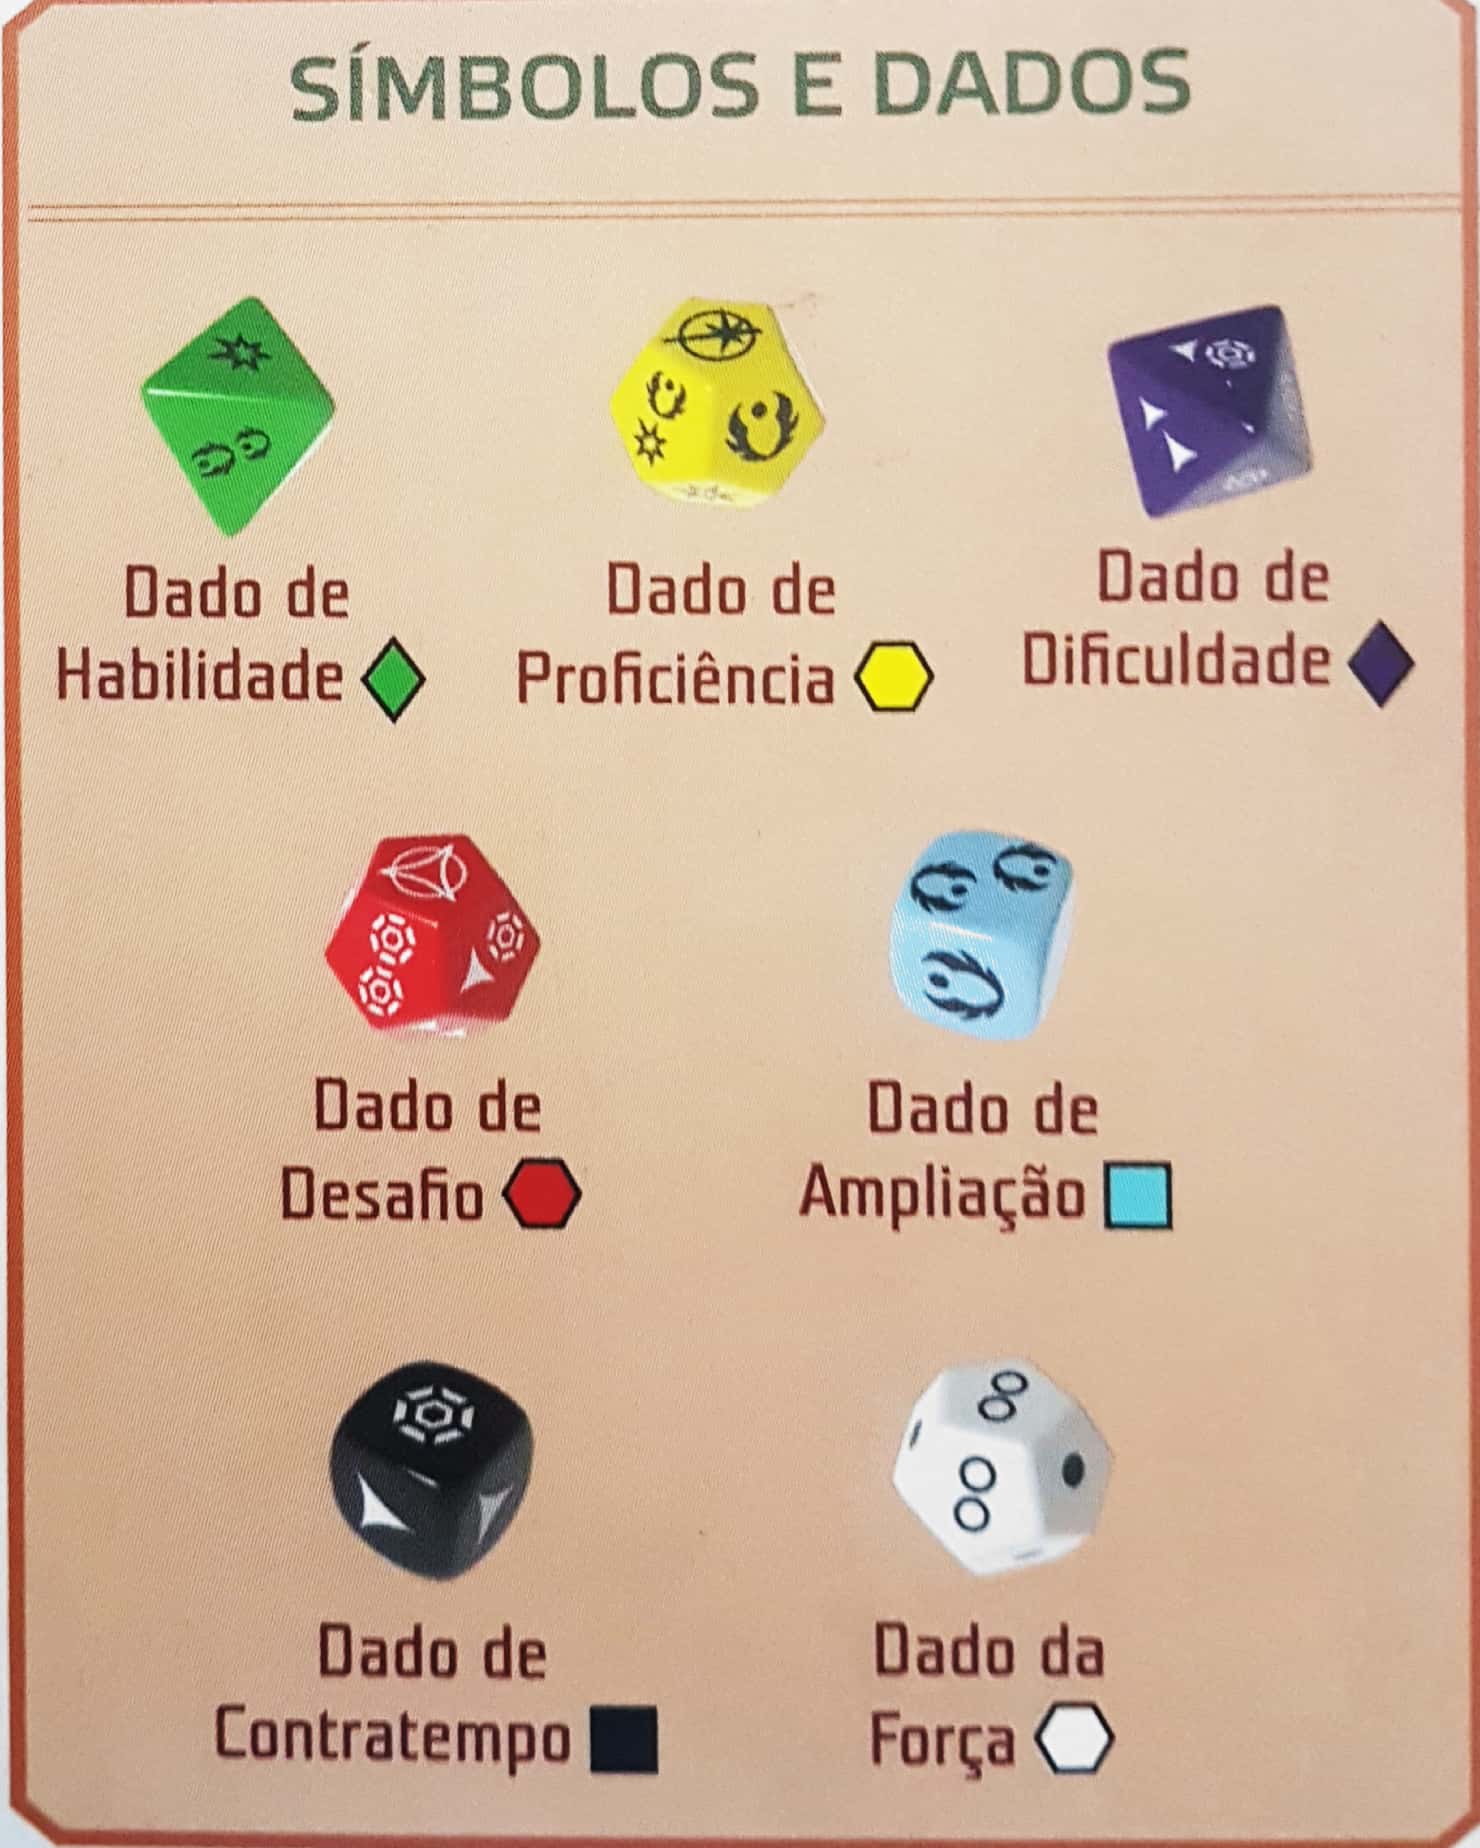 SÍMBOLOS E DADOS
Dado de
Habilidade
Dado de
Proficiência
Dado de
Dificuldade
Dado de
Desafio
Dado de
Ampliação
Dado de
Contratempo
Dado da
Força